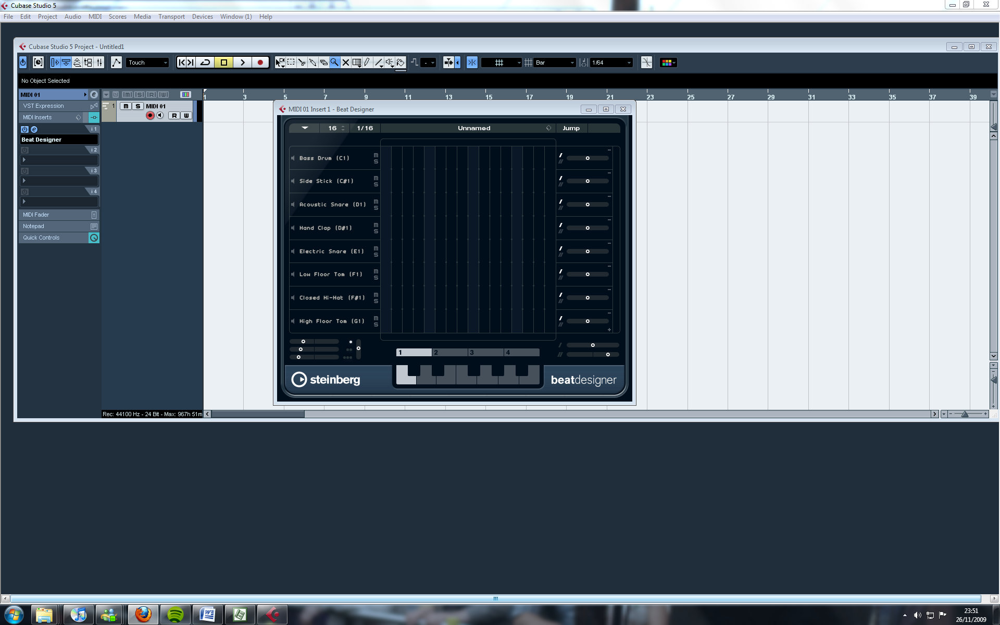 Cubase Studio 5
File Edit Project Audio MIDI Scores Media Transport Devices Window (1) Help
Cubase Studio 5 Project - Untitled1
Touch - Bar 1/64
No Object Selected
MIDI 01 e
VST Expression
MIDI Inserts
e i 1
Beat Designer
i 2
i 3
i 4
MIDI Fader
Notepad
Quick Controls
1 m S MIDI 01
R W
1 3 5 7 9 11 13 15 17 19 21 23 25 27 29 31 33 35 37 39
MIDI 01 Insert 1 - Beat Designer
16 1/16 Unnamed Jump
Bass Drum (C1) m S
Side Stick (C#1) m S
Acoustic Snare (D1) m S
Hand Clap (D#1) m S
Electric Snare (E1) m S
Low Floor Tom (F1) m S
Closed Hi-Hat (F#1) m S
High Floor Tom (G1) m S
1 2 3 4
steinberg beatdesigner
Rec: 44100 Hz - 24 Bit - Max: 967h 51m
23:51
26/11/2009